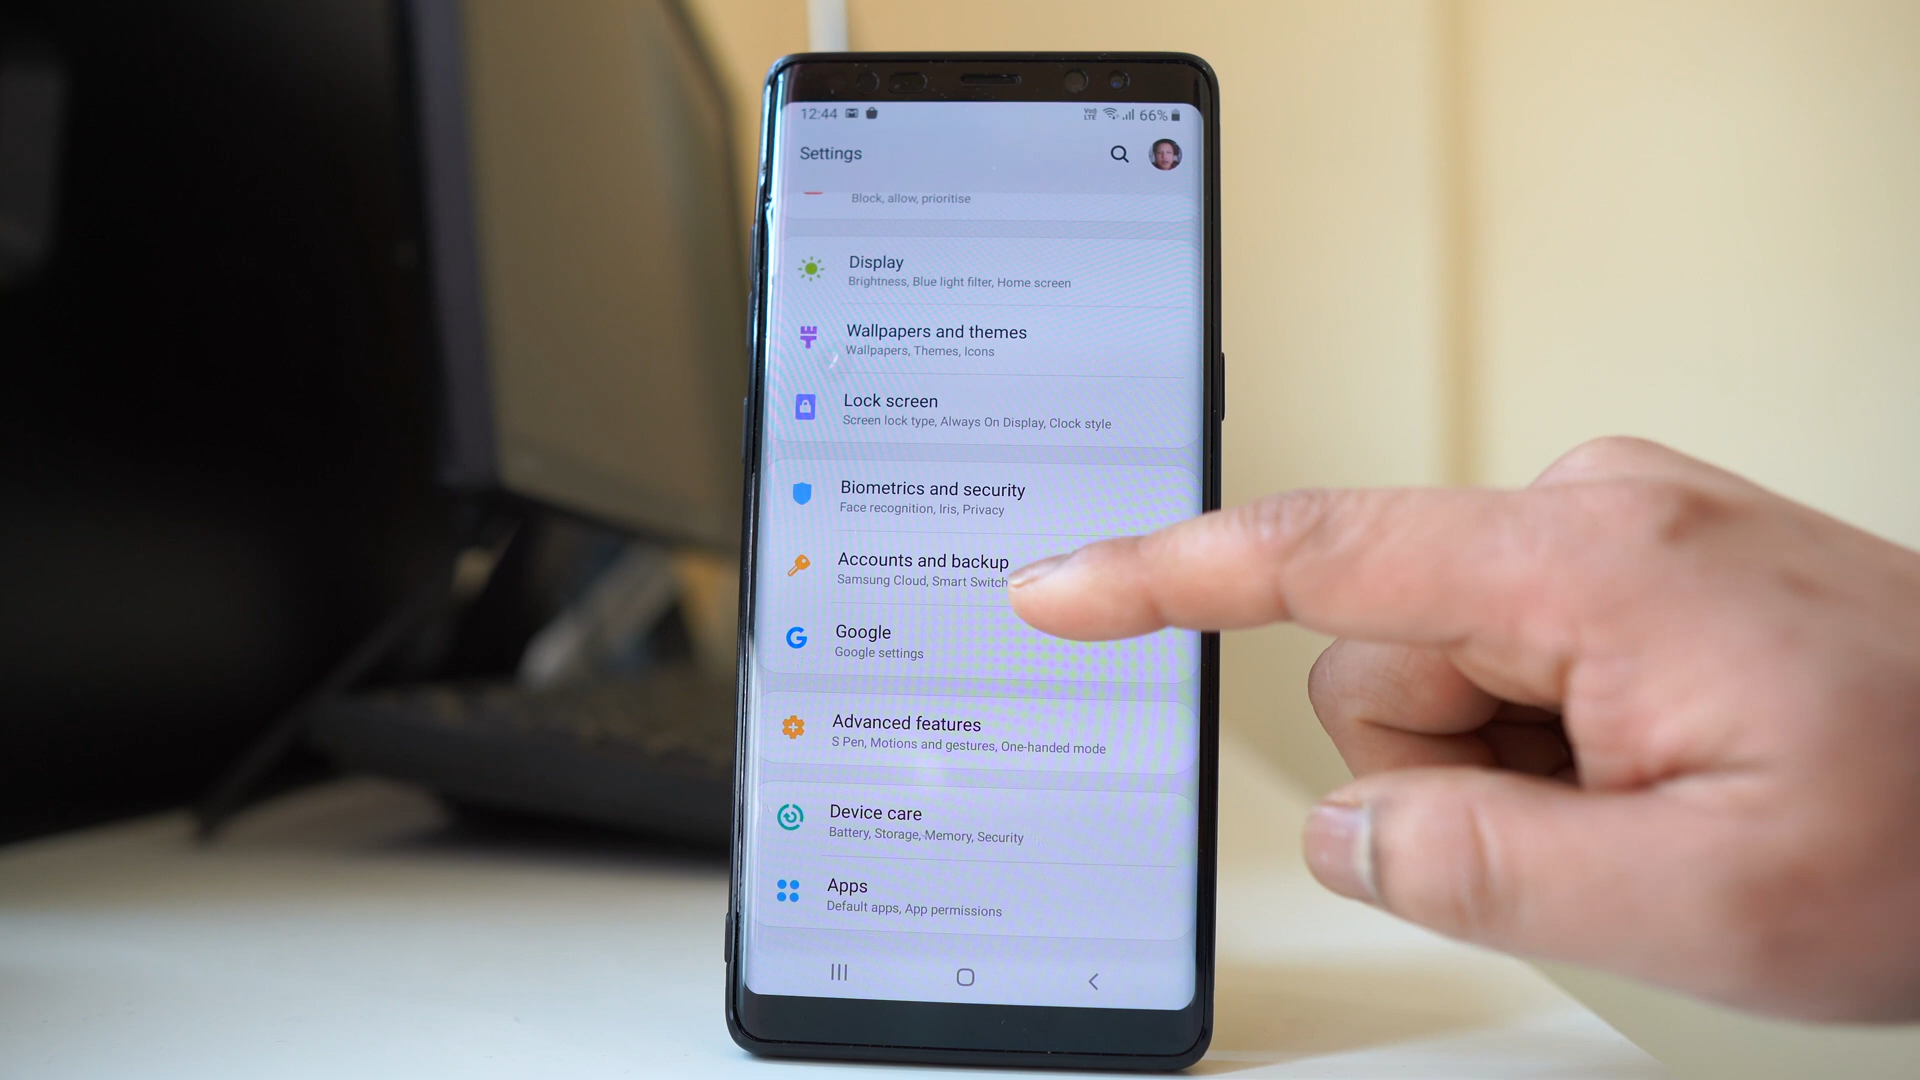 12:44 VoI LTE 66%
Settings
Block, allow, prioritise
Display
Brightness, Blue light filter, Home screen
Wallpapers and themes
Wallpapers, Themes, Icons
Lock screen
Screen lock type, Always On Display, Clock style
Biometrics and security
Face recognition, Iris, Privacy
Accounts and backup
Samsung Cloud, Smart Switch
Google
Google settings
Advanced features
S Pen, Motions and gestures, One-handed mode
Device care
Battery, Storage, Memory, Security
Apps
Default apps, App permissions